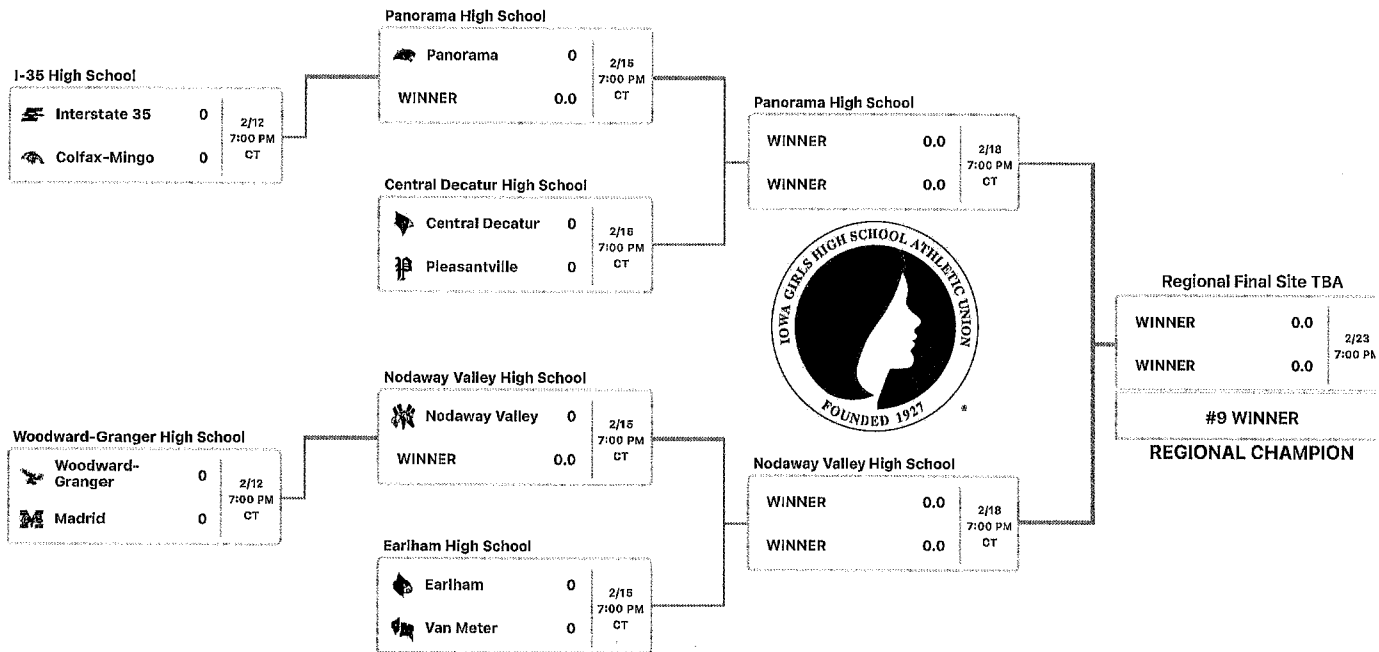 Panorama High School
Panorama 0
2/15
7:00 PM
CT
WINNER 0.0
I-35 High School
Interstate 35 0
2/12
7:00 PM
CT
Colfax-Mingo 0
Panorama High School
WINNER 0.0
2/18
7:00 PM
CT
WINNER 0.0
Central Decatur High School
Central Decatur 0
2/15
7:00 PM
CT
Pleasantville 0
IOWA GIRLS HIGH SCHOOL ATHLETIC UNION
FOUNDED 1927
®
Regional Final Site TBA
WINNER 0.0
2/23
7:00 PM
WINNER 0.0
#9 WINNER
REGIONAL CHAMPION
Nodaway Valley High School
Nodaway Valley 0
2/15
7:00 PM
CT
WINNER 0.0
Woodward-Granger High School
Woodward-
Granger 0
2/12
7:00 PM
CT
Madrid 0
Nodaway Valley High School
WINNER 0.0
2/18
7:00 PM
CT
WINNER 0.0
Earlham High School
Earlham 0
2/15
7:00 PM
CT
Van Meter 0